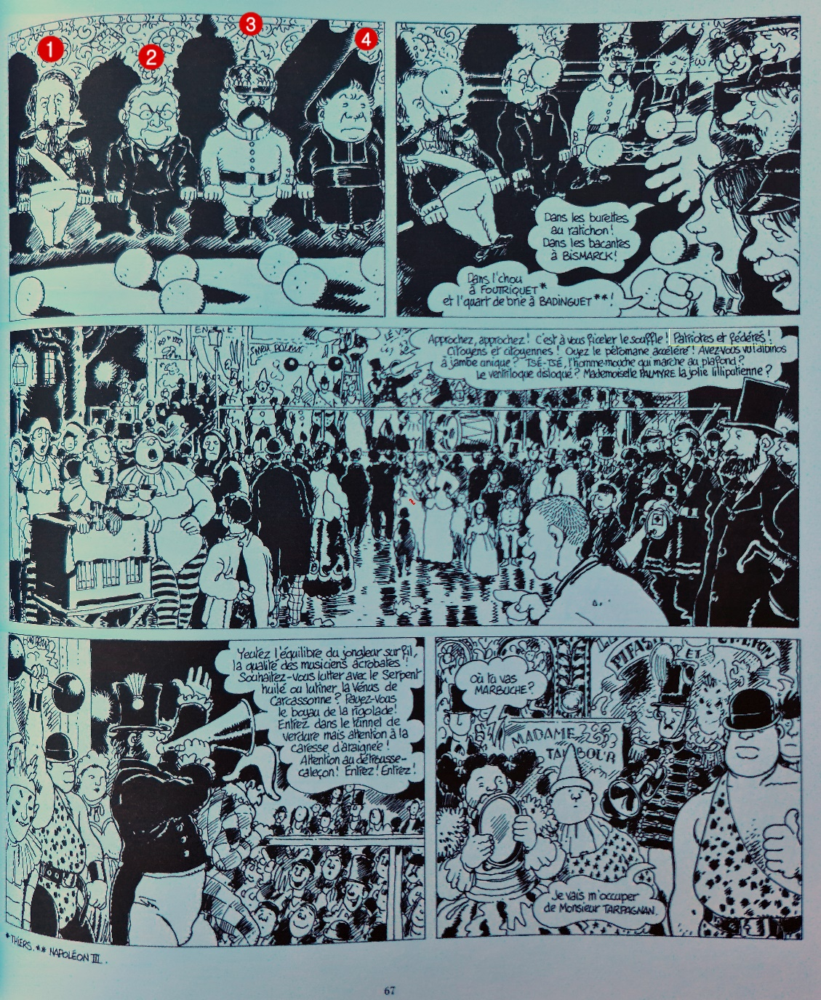 1
2
3
4
Dans les burettes
au ratichon!
Dans les bacantes
à BISMARCK!
Dans l'chou
à FOUTRIQUET*
et l'quart de brie à BADINGUET**!
Approchez, approchez! C'est à vous ficeler le souffle! Patriotes et fédérés!
Citoyens et citoyennes! Oyez le pétomane accéléré! Avez-vous vu l'albinos
à jambe unique? TSÉ-TSÉ, l'homme-mouche qui marche au plafond?
Le ventriloque disloqué? Mademoiselle PALMYRE la jolie lilliputienne?
Yeutez l'équilibre du jongleur sur fil,
la qualité des musiciens acrobates!
Souhaitez-vous lutter avec le Serpent
huilé ou lutiner la Vénus de
Carcassonne? Payez-vous
le boyau de la rigolade!
Entrez dans le tunnel de
verdure mais attention à la
caresse d'araignée!
Attention au détrousse-
caleçon! Entrez! Entrez!
Où tu vas
MARBUCHE?
ET
MADAME
TAMBOUR
Je vais m'occuper
de Monsieur TARPAGNAN.
*THIERS. ** NAPOLÉON III.
67